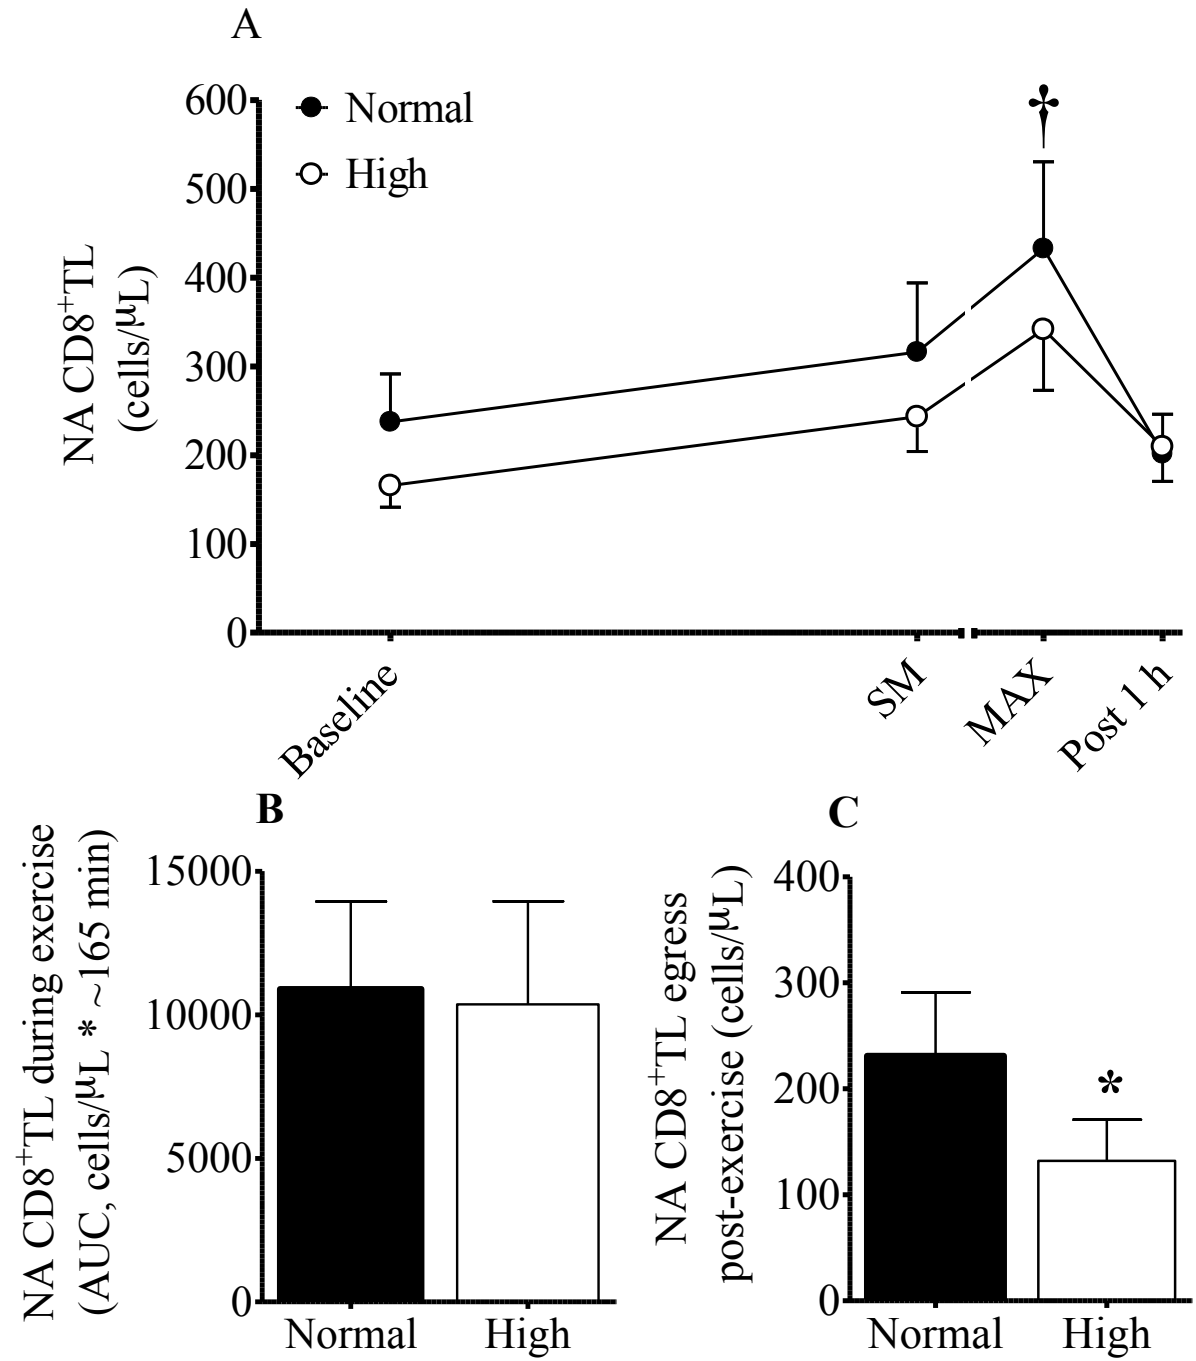 A
600
500
400
300
200
100
0
NA CD8+TL
(cells/µL)
Normal
High
†
Baseline
SM
MAX
Post 1 h
B
15000
10000
5000
0
NA CD8+TL during exercise
(AUC, cells/µL * ~165 min)
Normal
High
C
400
300
200
100
0
NA CD8+TL egress
post-exercise (cells/µL)
*
Normal
High